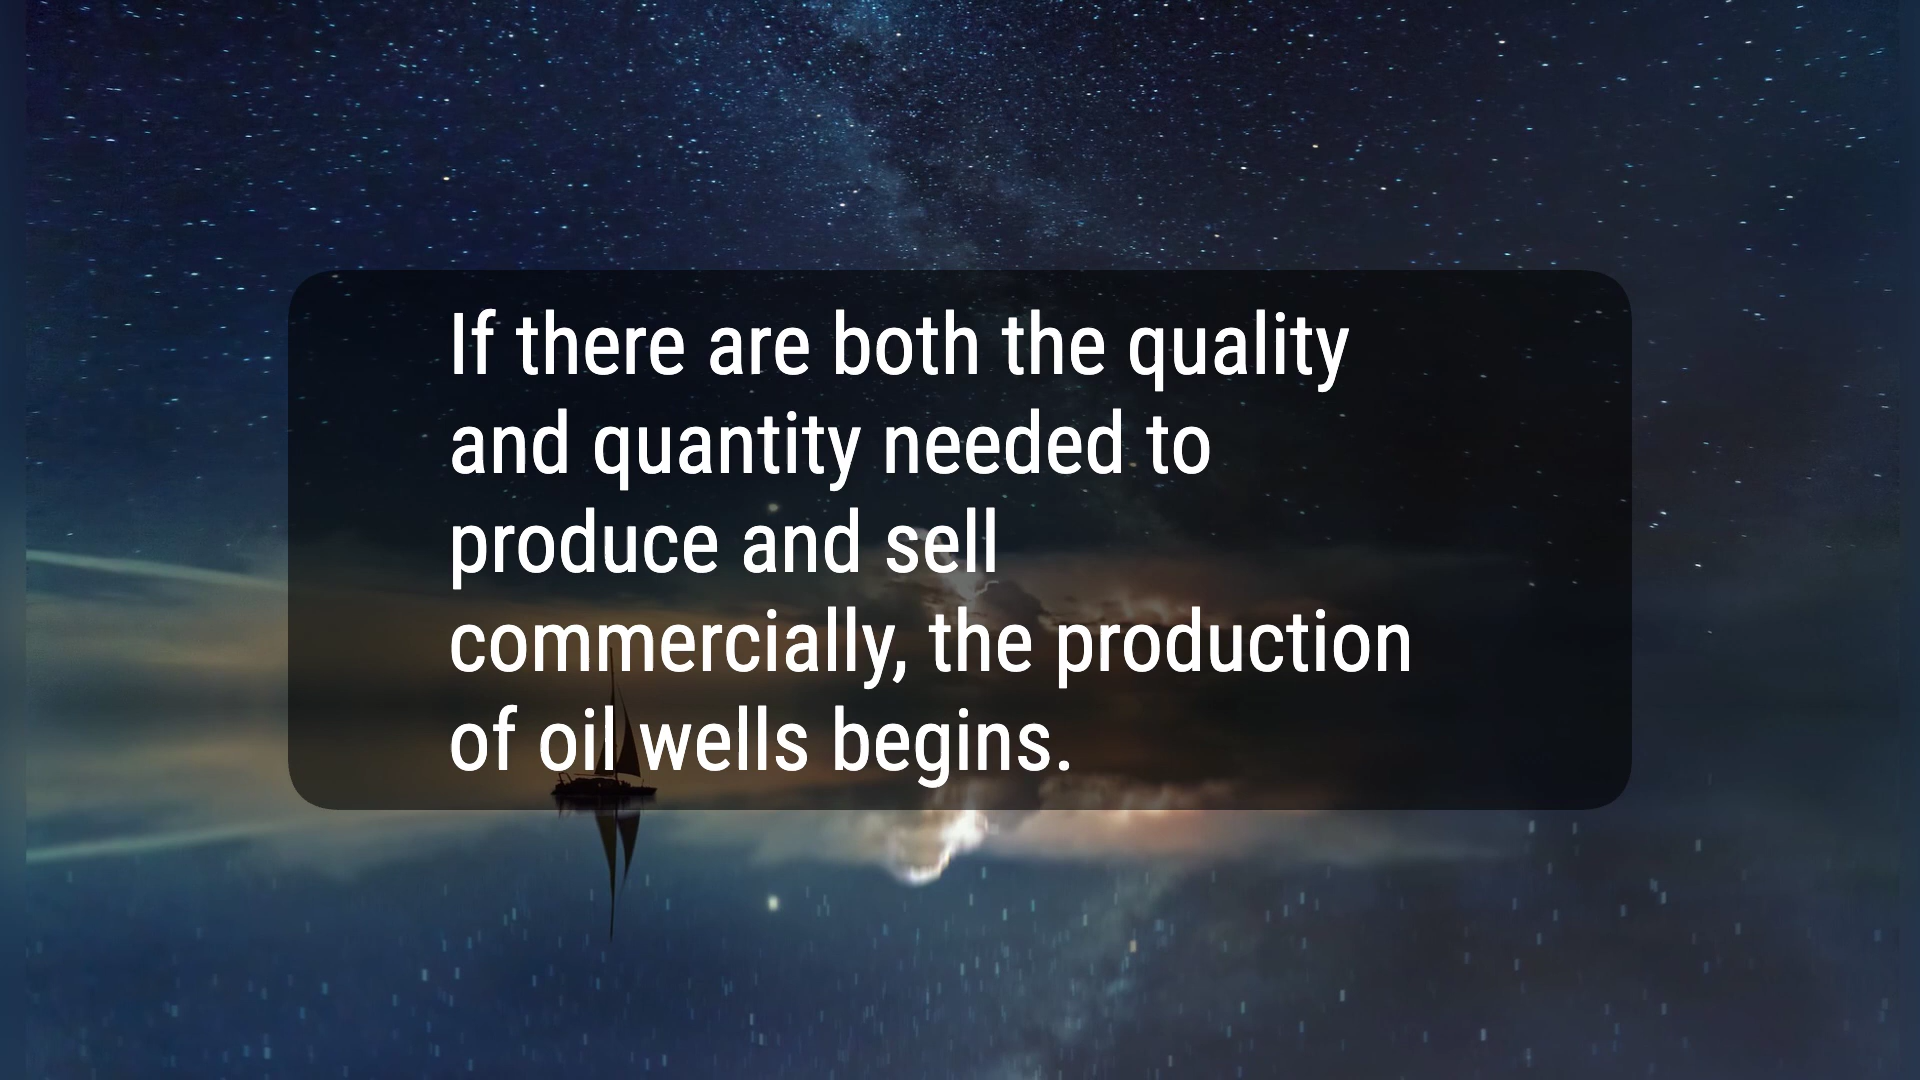 If there are both the quality
and quantity needed to
produce and sell
commercially, the production
of oil wells begins.